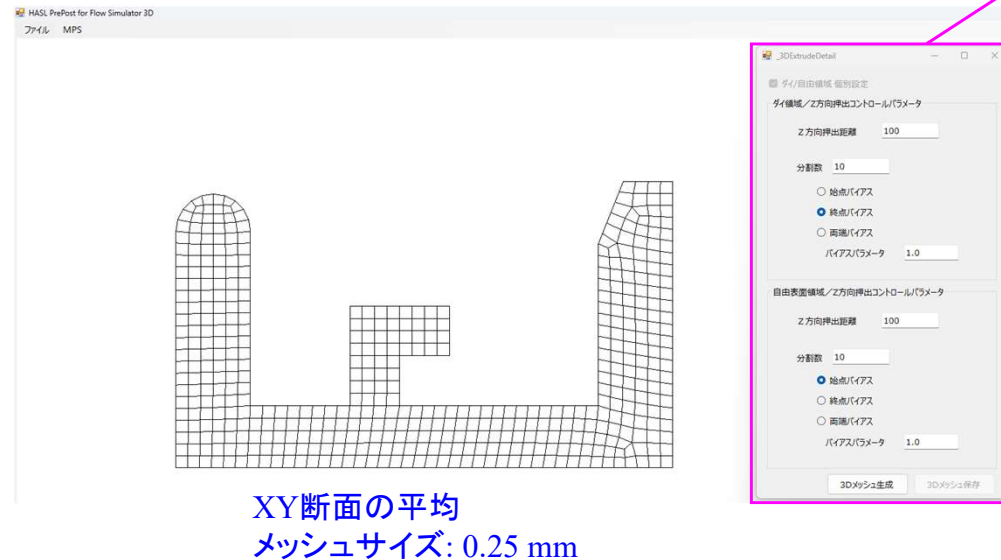 HASL PrePost for Flow Simulator 3D
ファイル MPS
_3DExtrudeDetail
ダイ/自由領域 個別設定
ダイ領域／Z方向押出コントロールパラメータ
Z方向押出距離 100
分割数 10
始点バイアス
終点バイアス
両端バイアス
バイアスパラメータ 1.0
自由表面領域／Z方向押出コントロールパラメータ
Z方向押出距離 100
分割数 10
始点バイアス
終点バイアス
両端バイアス
バイアスパラメータ 1.0
3Dメッシュ生成 3Dメッシュ保存
XY断面の平均
メッシュサイズ: 0.25 mm